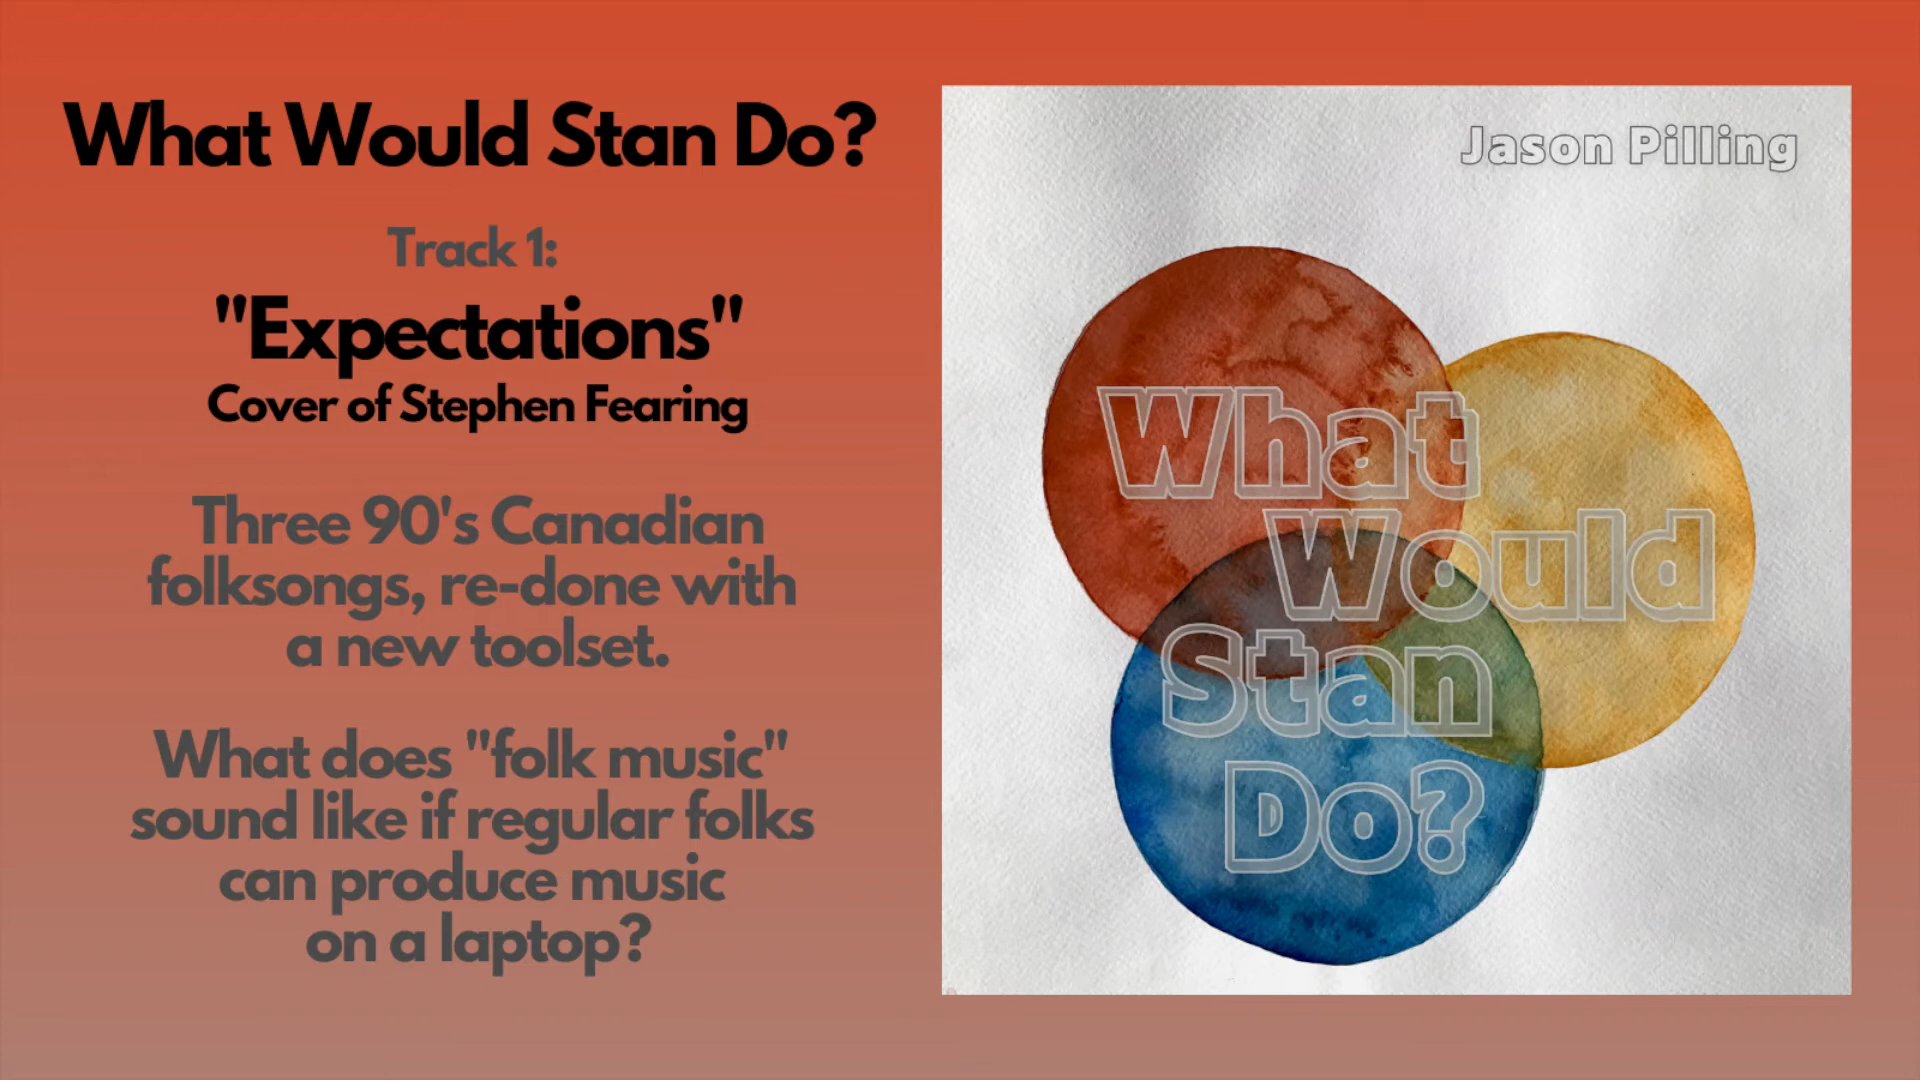 What Would Stan Do?
Track 1:
"Expectations"
Cover of Stephen Fearing
Three 90's Canadian
folksongs, re-done with
a new toolset.
What does "folk music"
sound like if regular folks
can produce music
on a laptop?
Jason Pilling
What
Would
Stan
Do?